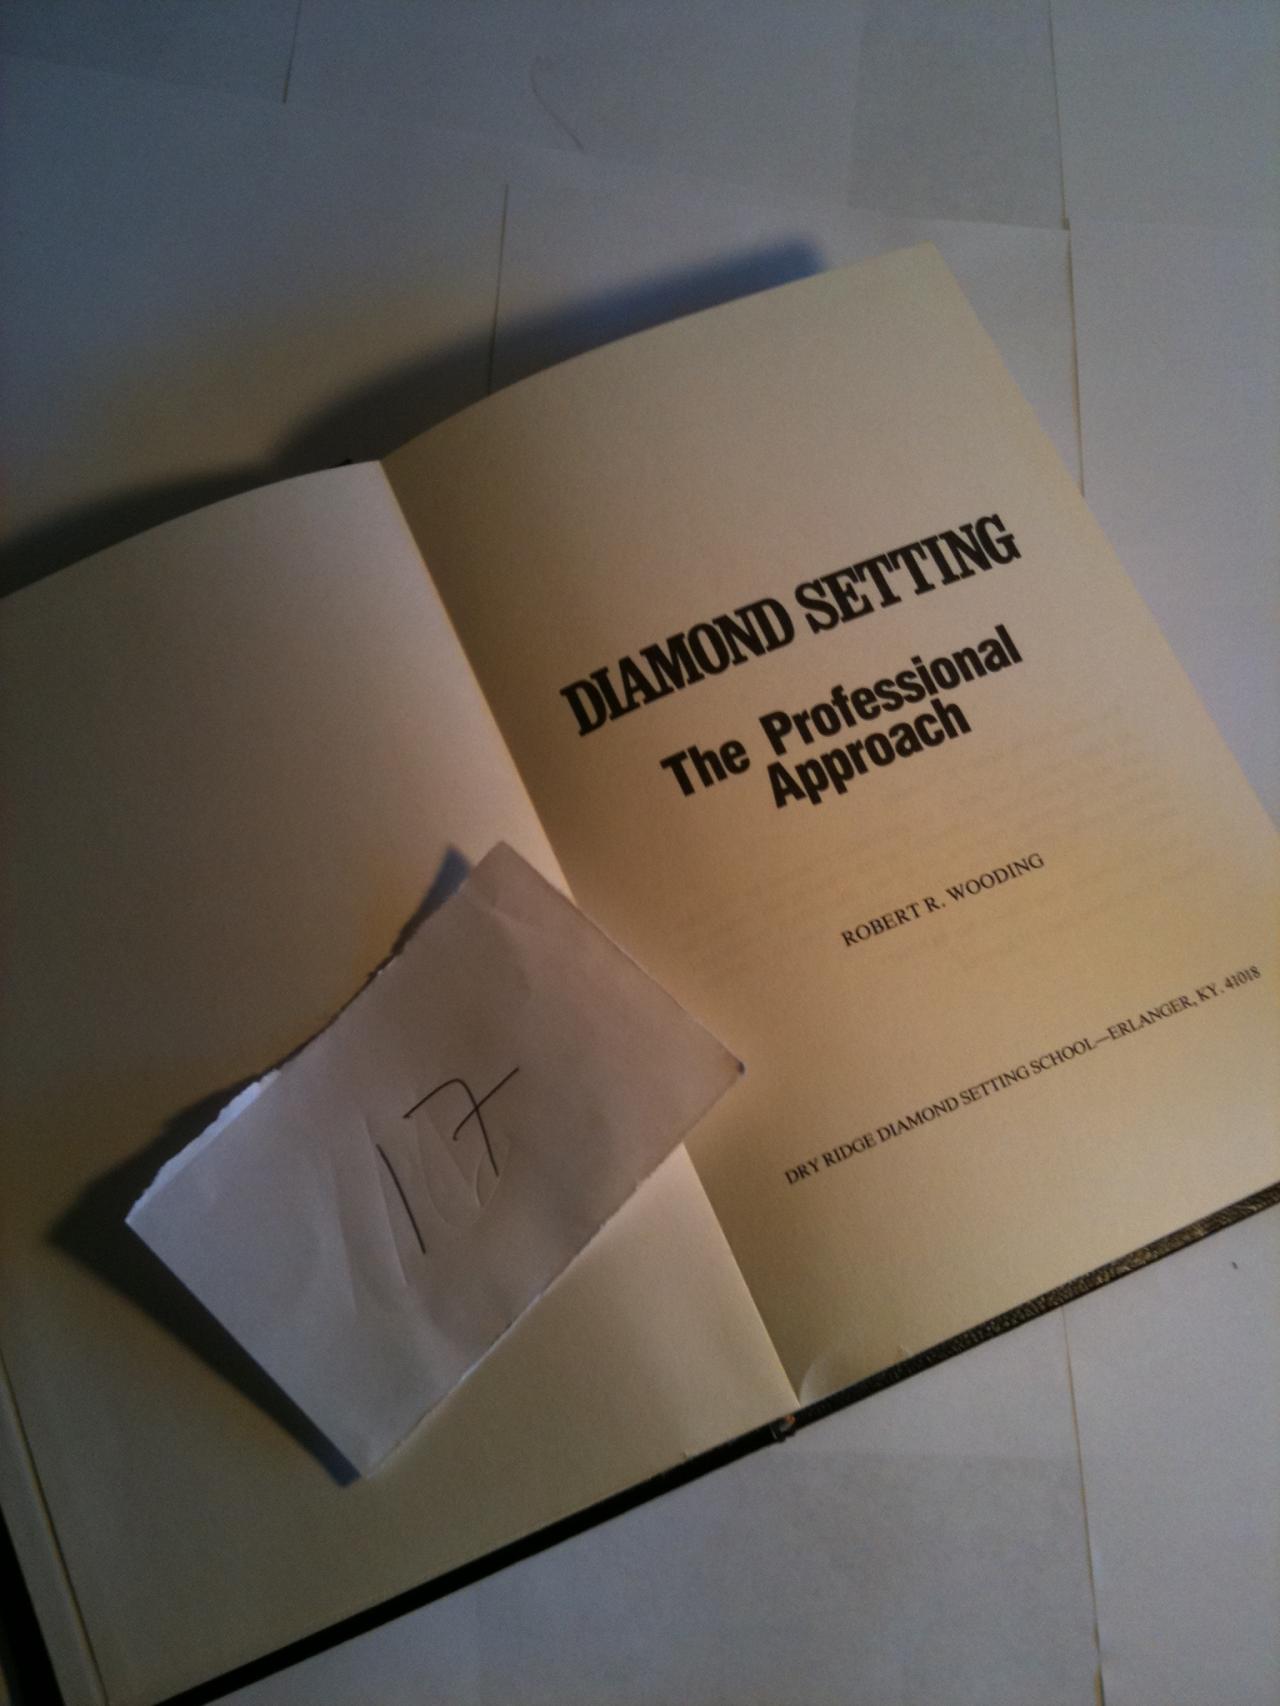 DIAMOND SETTING
The Professional
Approach
ROBERT R. WOODING
DRY RIDGE DIAMOND SETTING SCHOOL—ERLANGER, KY. 41018
17